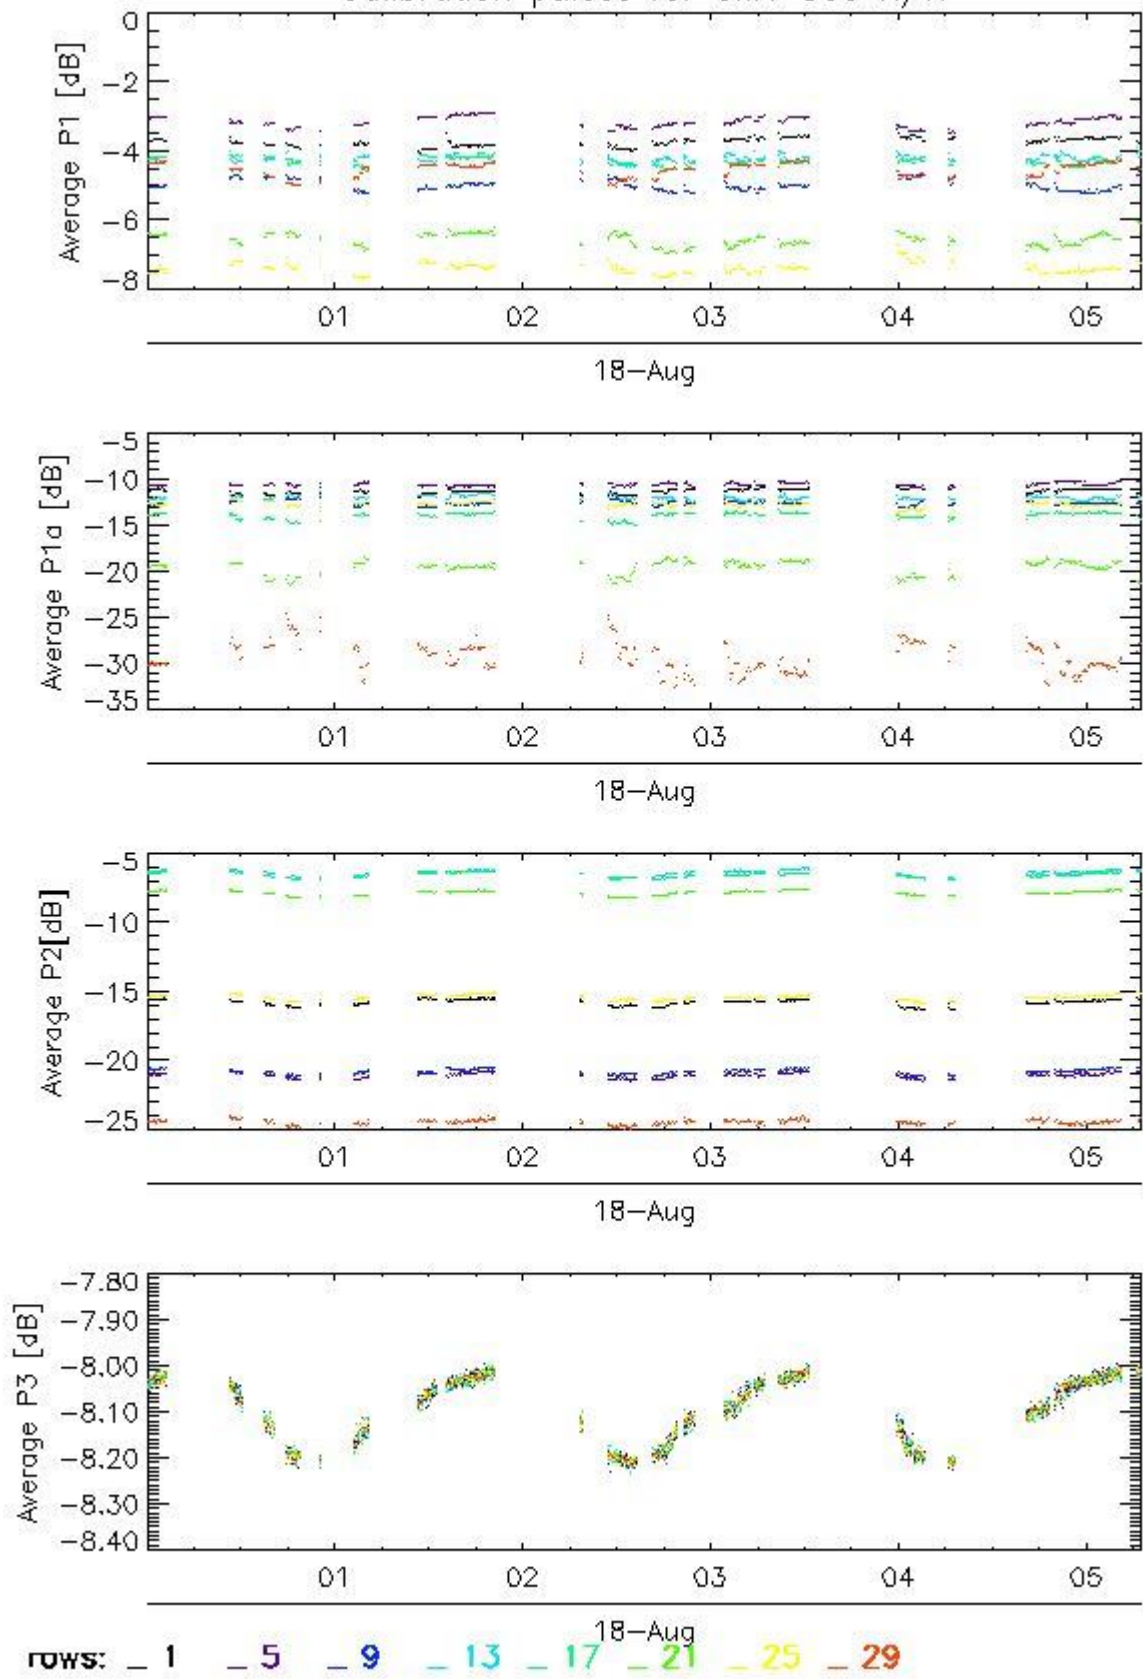 0
-2
-4
-6
-8
Average P1 [dB]
01 02 03 04 05
18-Aug
-5
-10
-15
-20
-25
-30
-35
Average P1a [dB]
01 02 03 04 05
18-Aug
-5
-10
-15
-20
-25
Average P2[dB]
01 02 03 04 05
18-Aug
-7.80
-7.90
-8.00
-8.10
-8.20
-8.30
-8.40
Average P3 [dB]
01 02 03 04 05
18-Aug
rows: _ 1 _ 5 _ 9 _ 13 _ 17 _ 21 _ 25 _ 29